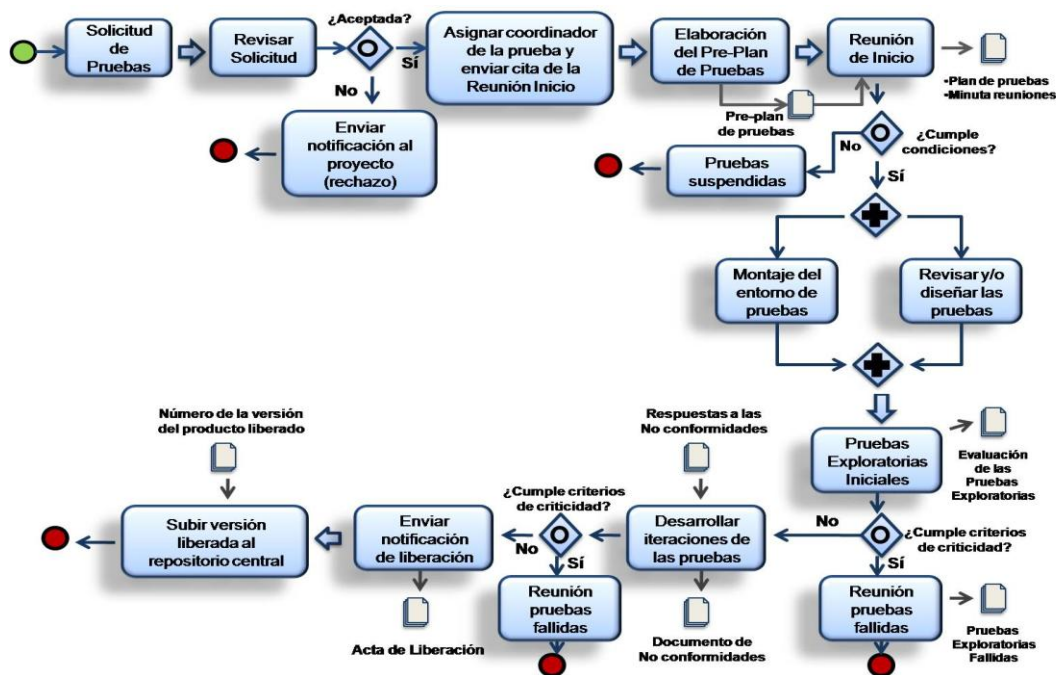 Solicitud
de
Pruebas
Revisar
Solicitud
¿Aceptada?
Sí
No
Enviar
notificación al
proyecto
(rechazo)
Asignar coordinador
de la prueba y
enviar cita de la
Reunión Inicio
Elaboración
del Pre-Plan
de Pruebas
Pre-plan
de pruebas
Reunión
de Inicio
•Plan de pruebas
•Minuta reuniones
¿Cumple
condiciones?
No
Sí
Pruebas
suspendidas
Montaje del
entorno de
pruebas
Revisar y/o
diseñar las
pruebas
Pruebas
Exploratorias
Iniciales
Evaluación
de las
Pruebas
Exploratorias
¿Cumple criterios
de criticidad?
No
Sí
Reunión
pruebas
fallidas
Pruebas
Exploratorias
Fallidas
Respuestas a las
No conformidades
Desarrollar
iteraciones de
las pruebas
Documento de
No conformidades
¿Cumple criterios
de criticidad?
No
Sí
Reunión
pruebas
fallidas
Enviar
notificación
de liberación
Acta de Liberación
Número de la versión
del producto liberado
Subir versión
liberada al
repositorio central